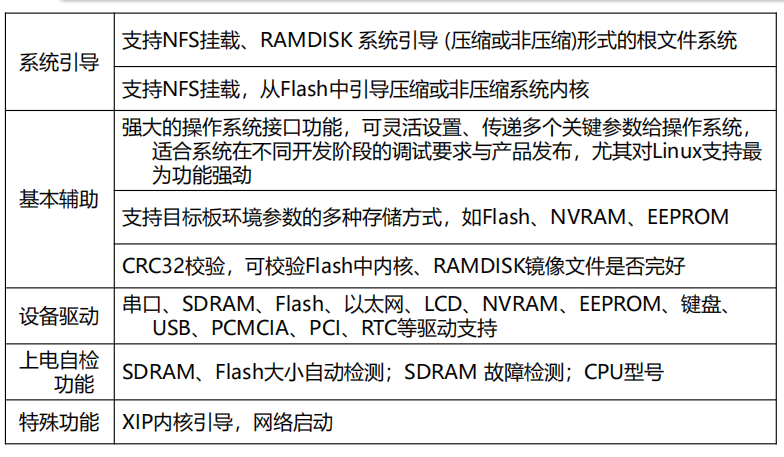 系统引导
支持NFS挂载、RAMDISK 系统引导 (压缩或非压缩)形式的根文件系统
支持NFS挂载，从Flash中引导压缩或非压缩系统内核
基本辅助
强大的操作系统接口功能，可灵活设置、传递多个关键参数给操作系统，
适合系统在不同开发阶段的调试要求与产品发布，尤其对Linux支持最
为功能强劲
支持目标板环境参数的多种存储方式，如Flash、NVRAM、EEPROM
CRC32校验，可校验Flash中内核、RAMDISK镜像文件是否完好
设备驱动
串口、SDRAM、Flash、以太网、LCD、NVRAM、EEPROM、键盘、
USB、PCMCIA、PCI、RTC等驱动支持
上电自检
功能
SDRAM、Flash大小自动检测；SDRAM 故障检测；CPU型号
特殊功能
XIP内核引导，网络启动